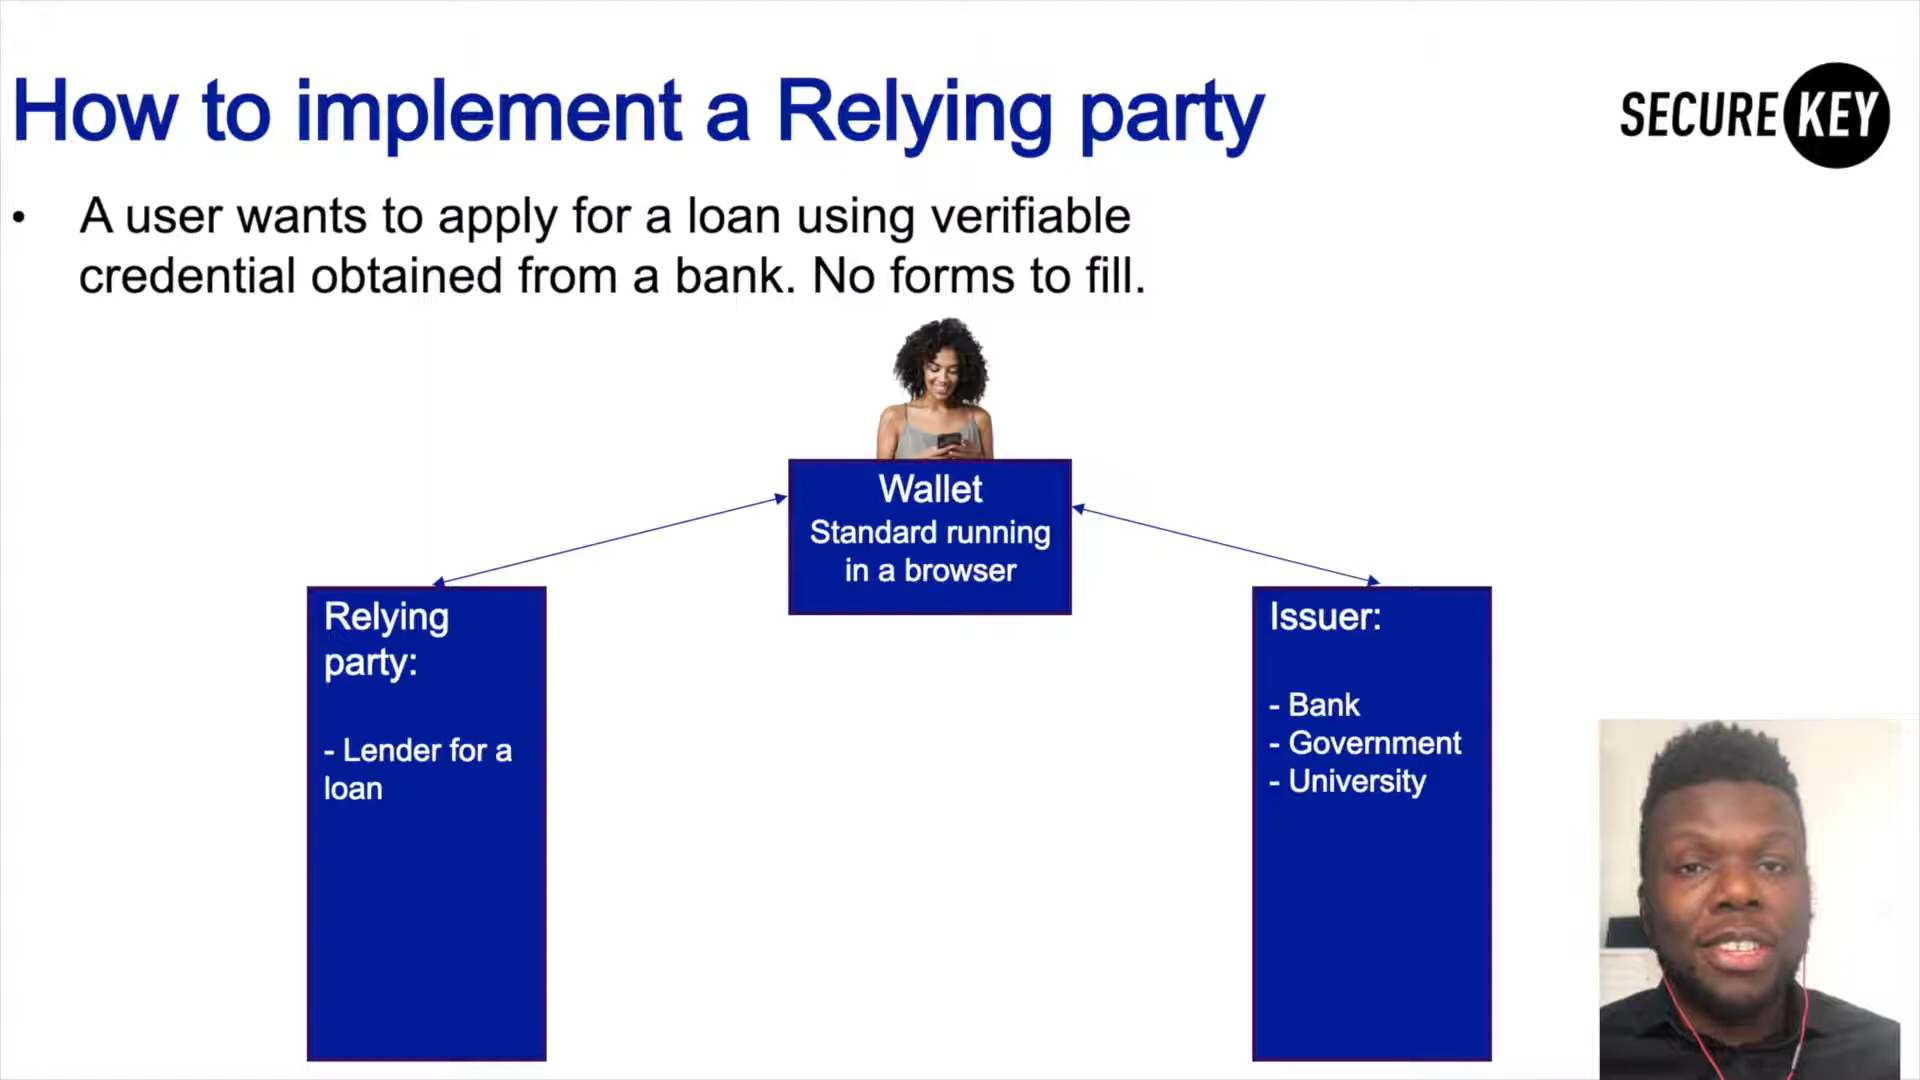 How to implement a Relying party
SECURE KEY
• A user wants to apply for a loan using verifiable
credential obtained from a bank. No forms to fill.
Wallet
Standard running
in a browser
Relying
party:
- Lender for a
loan
Issuer:
- Bank
- Government
- University